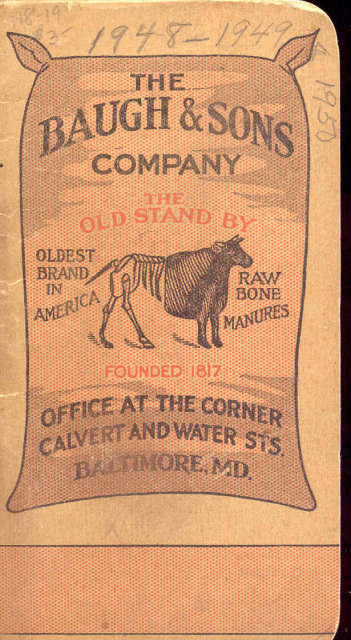 1948-1949
& 1950
THE
BAUGH & SONS
COMPANY
THE
OLD STAND BY
OLDEST
BRAND
IN
AMERICA
RAW
BONE
MANURES
FOUNDED 1817
OFFICE AT THE CORNER
CALVERT AND WATER STS.
BALTIMORE, MD.